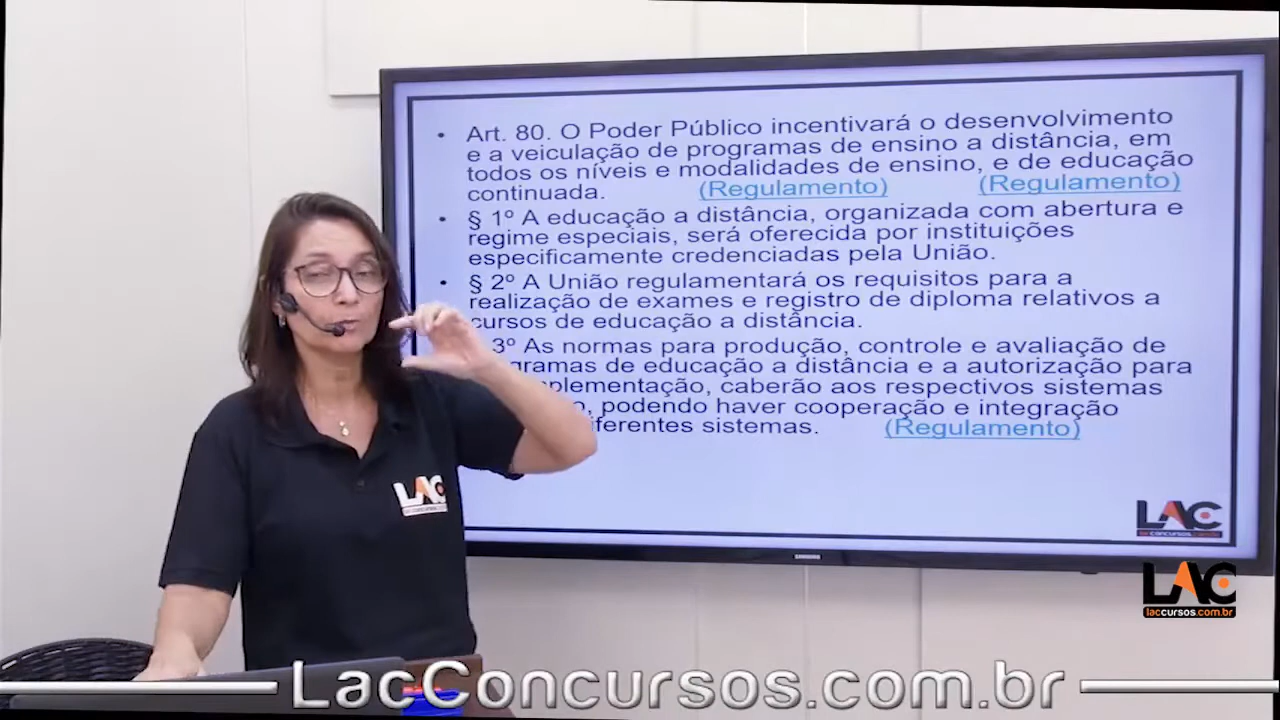 Art. 80. O Poder Público incentivará o desenvolvimento
e a veiculação de programas de ensino a distância, em
todos os níveis e modalidades de ensino, e de educação
continuada. (Regulamento) (Regulamento)
§ 1º A educação a distância, organizada com abertura e
regime especiais, será oferecida por instituições
especificamente credenciadas pela União.
§ 2º A União regulamentará os requisitos para a
realização de exames e registro de diploma relativos a
cursos de educação a distância.
3º As normas para produção, controle e avaliação de
gramas de educação a distância e a autorização para
plementação, caberão aos respectivos sistemas
o, podendo haver cooperação e integração
iferentes sistemas. (Regulamento)
LAC
LAC
laccursos.com.br
LAC
LacConcursos.com.br